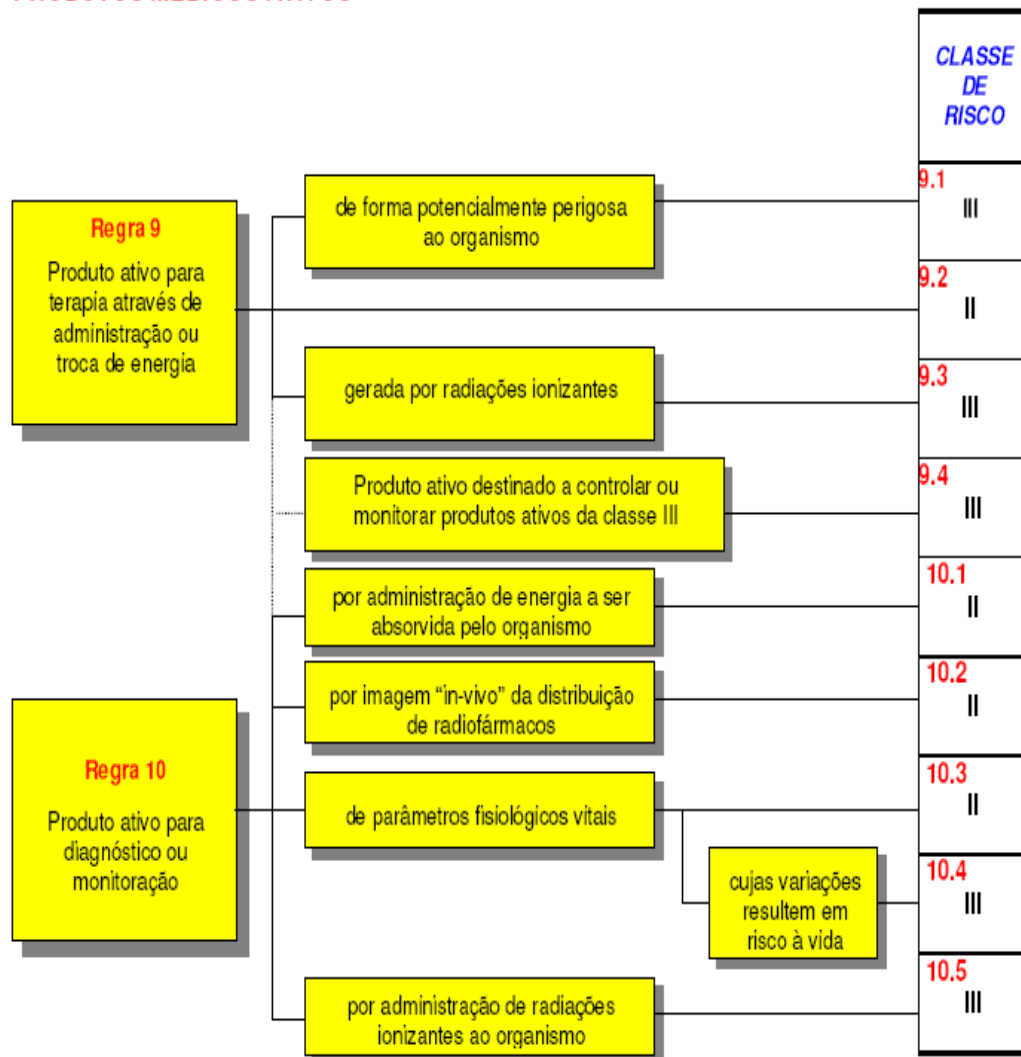 CLASSE
DE
RISCO
Regra 9
Produto ativo para
terapia através de
administração ou
troca de energia
de forma potencialmente perigosa
ao organismo
9.1
III
9.2
II
gerada por radiações ionizantes
9.3
III
Produto ativo destinado a controlar ou
monitorar produtos ativos da classe III
9.4
III
por administração de energia a ser
absorvida pelo organismo
10.1
II
por imagem “in-vivo” da distribuição
de radiofármacos
10.2
II
Regra 10
Produto ativo para
diagnóstico ou
monitoração
de parâmetros fisiológicos vitais
10.3
II
cujas variações
resultem em
risco à vida
10.4
III
por administração de radiações
ionizantes ao organismo
10.5
III